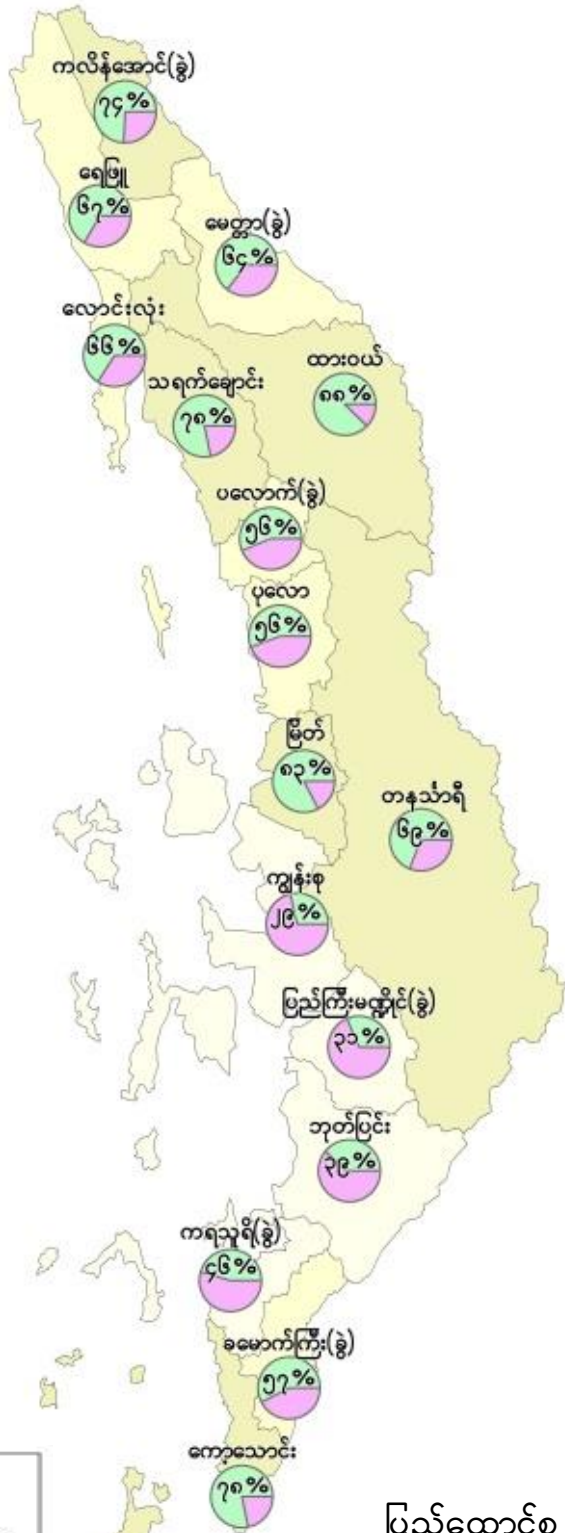 ကလိန်အောင်(ခွဲ)
၇၄%
ရေဖြူ
၆၇%
မေတ္တာ(ခွဲ)
၆၄%
လောင်းလုံး
၆၆%
ထားဝယ်
၈၈%
သရက်ချောင်း
၇၈%
ပလောက်(ခွဲ)
၅၆%
ပုလော
၅၆%
မြိတ်
၈၃%
တနင်္သာရီ
၆၉%
ကျွန်းစု
၂၉%
ပြည်ကြီးမဏ္ဍိုင်(ခွဲ)
၃၁%
ဘုတ်ပြင်း
၃၉%
ကရသူရိ(ခွဲ)
၄၆%
ခမောက်ကြီး(ခွဲ)
၅၇%
ကော့သောင်း
၇၈%
ပြည်ထောင်စု